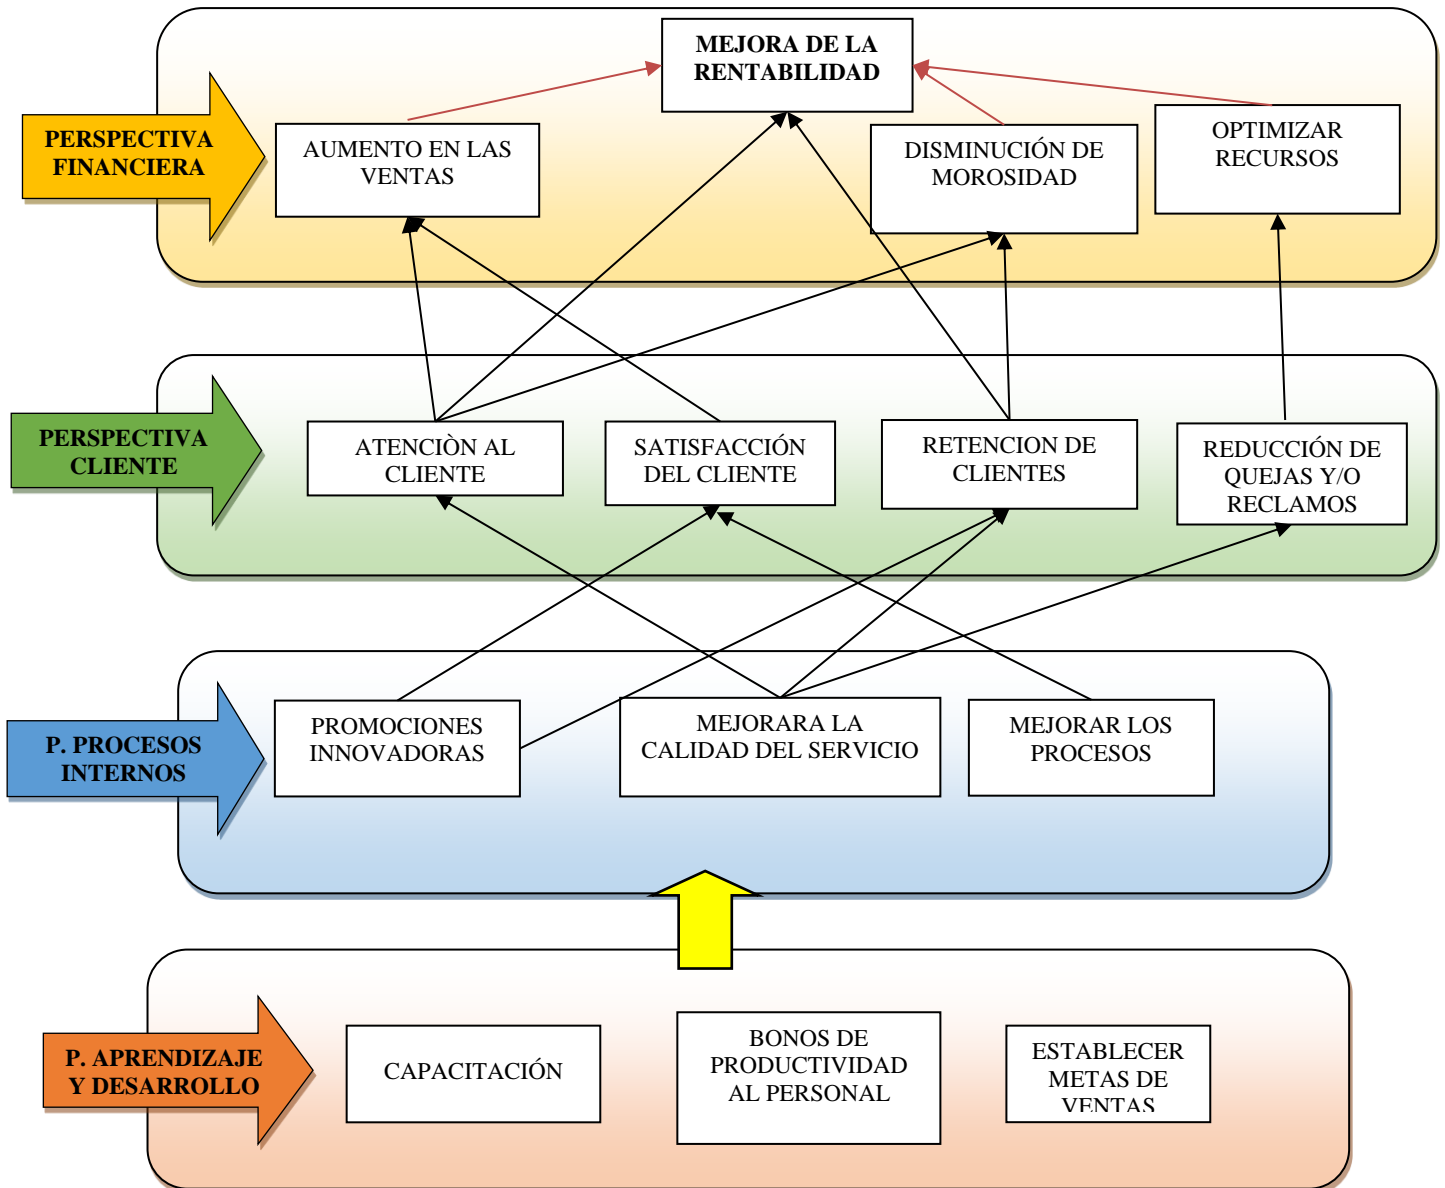 MEJORA DE LA
RENTABILIDAD
PERSPECTIVA
FINANCIERA
AUMENTO EN LAS
VENTAS
DISMINUCIÓN DE
MOROSIDAD
OPTIMIZAR
RECURSOS
PERSPECTIVA
CLIENTE
ATENCIÒN AL
CLIENTE
SATISFACCIÓN
DEL CLIENTE
RETENCION DE
CLIENTES
REDUCCIÓN DE
QUEJAS Y/O
RECLAMOS
P. PROCESOS
INTERNOS
PROMOCIONES
INNOVADORAS
MEJORARA LA
CALIDAD DEL SERVICIO
MEJORAR LOS
PROCESOS
P. APRENDIZAJE
Y DESARROLLO
CAPACITACIÓN
BONOS DE
PRODUCTIVIDAD
AL PERSONAL
ESTABLECER
METAS DE
VENTAS